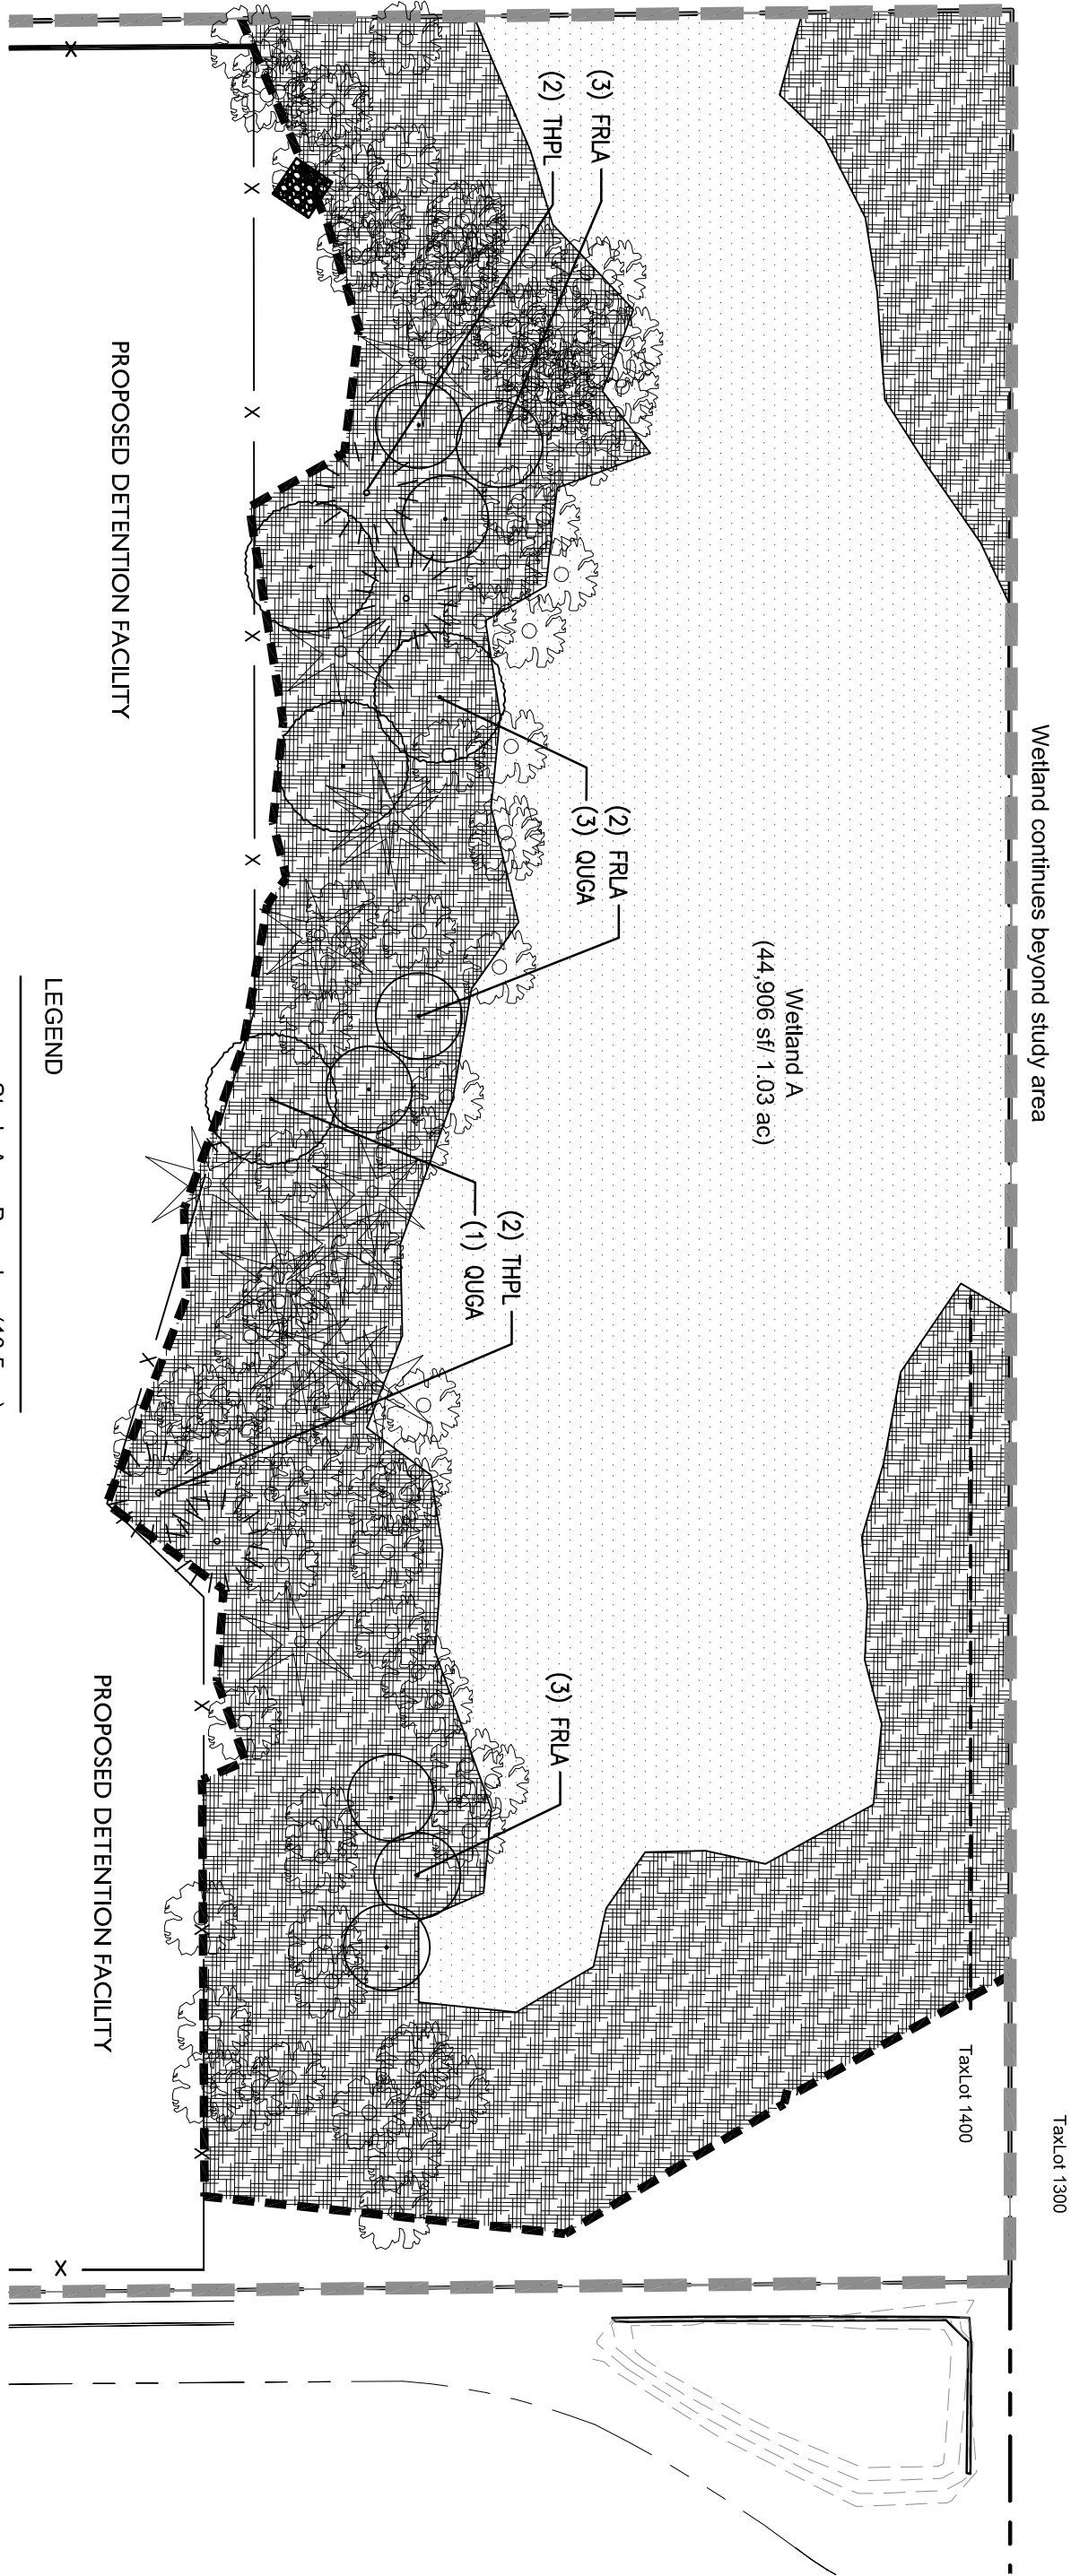 TaxLot 1300
Wetland continues beyond study area
TaxLot 1400
Wetland A
(44,906 sf/ 1.03 ac)
(3) FRLA
(2) THPL
(2) FRLA
(3) QUGA
(2) THPL
(1) QUGA
(3) FRLA
PROPOSED DETENTION FACILITY
PROPOSED DETENTION FACILITY
X
X
X
X
X
X
X
X
X
X
LEGEND